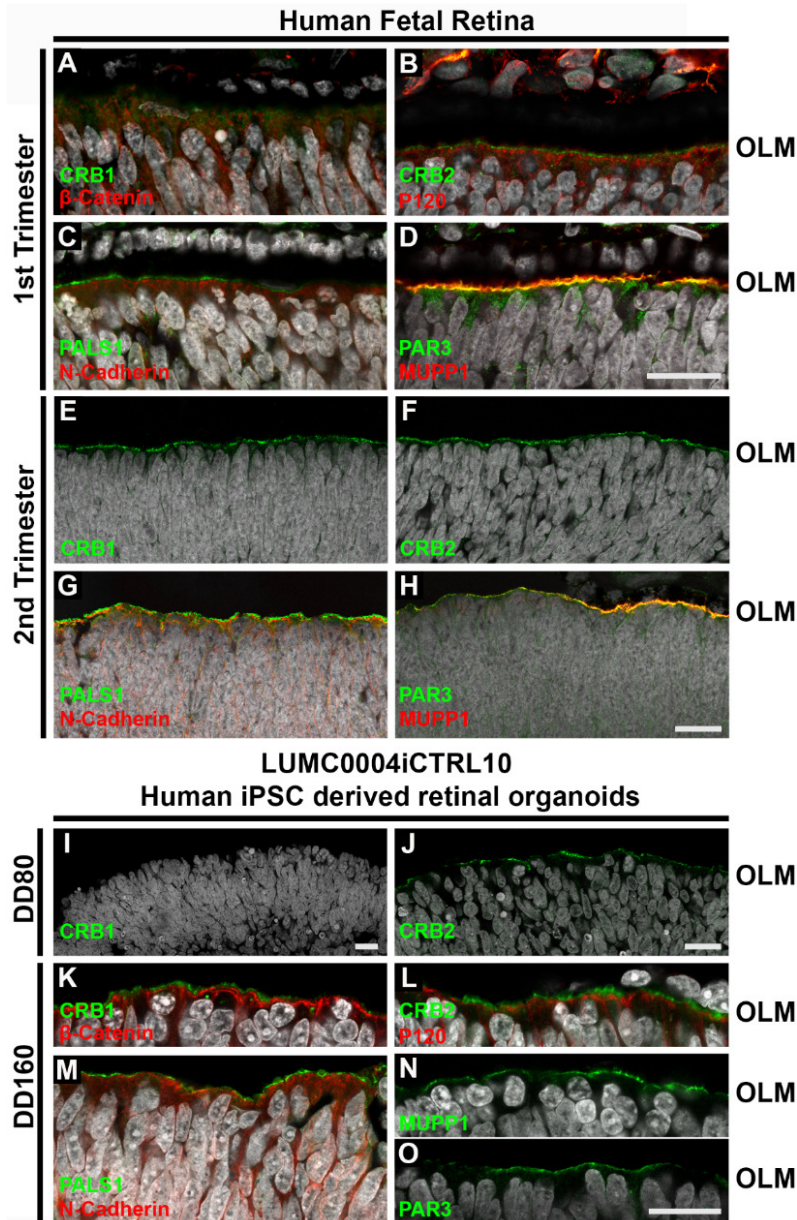 Human Fetal Retina
1st Trimester
A
CRB1
β-Catenin
B
CRB2
P120
OLM
C
PALS1
N-Cadherin
D
PAR3
MUPP1
OLM
2nd Trimester
E
CRB1
F
CRB2
OLM
G
PALS1
N-Cadherin
H
PAR3
MUPP1
OLM
LUMC0004iCTRL10
Human iPSC derived retinal organoids
DD80
I
CRB1
J
CRB2
OLM
DD160
K
CRB1
β-Catenin
L
CRB2
P120
OLM
M
PALS1
N-Cadherin
N
MUPP1
OLM
O
PAR3
OLM